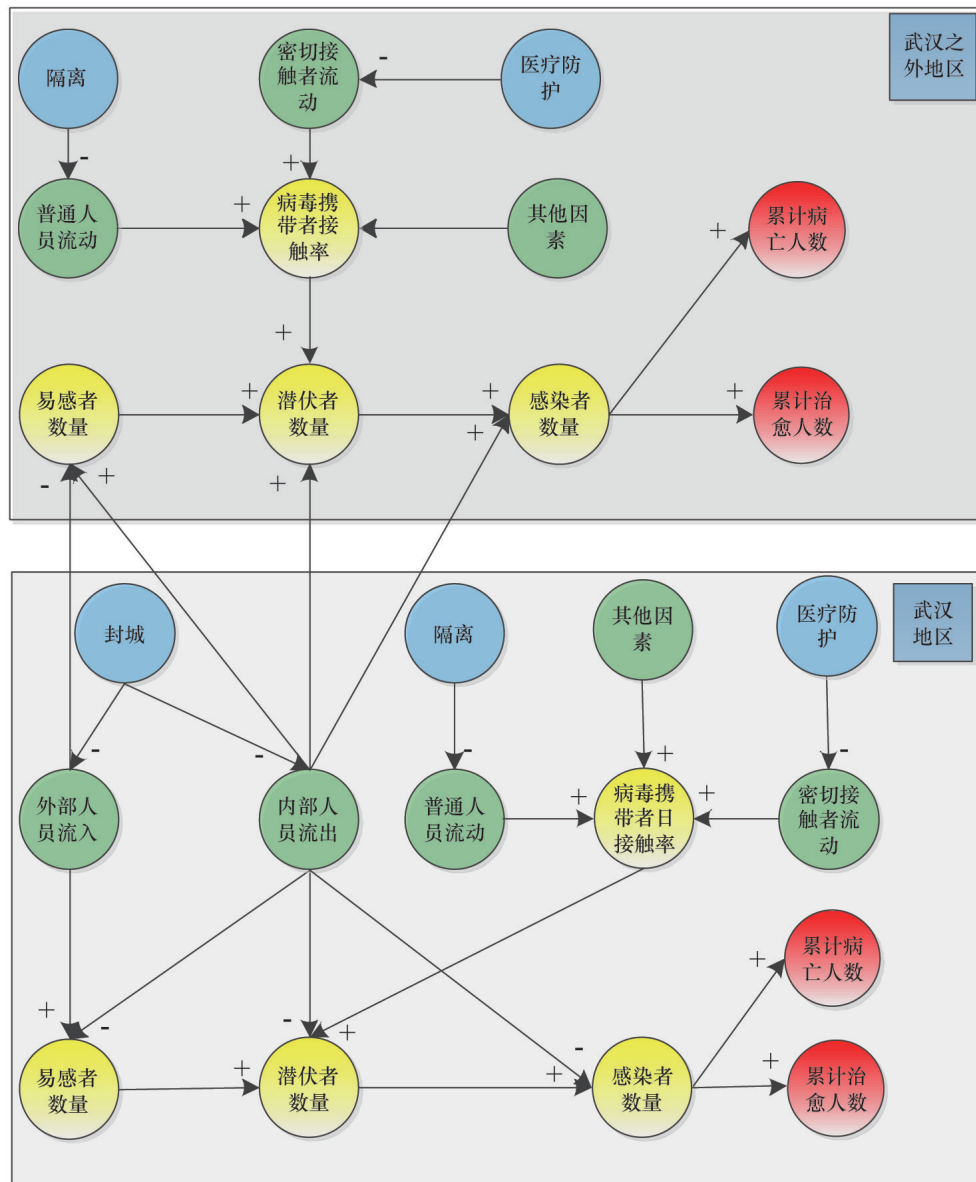 武汉之
外地区
隔离
-
密切接
触者流
动
-
医疗防
护
普通人
员流动
+
+
病毒携
带者接
触率
其他因
素
+
累计病
亡人数
+
易感者
数量
+
潜伏者
数量
+
+
感染者
数量
+
累计治
愈人数
-
+
+
武汉
地区
封城
隔离
其他因
素
医疗防
护
-
-
-
+
-
外部人
员流入
内部人
员流出
普通人
员流动
+
病毒携
带者日
接触率
+
密切接
触者流
动
累计病
亡人数
+
+
-
-
+
-
易感者
数量
+
潜伏者
数量
+
感染者
数量
+
累计治
愈人数